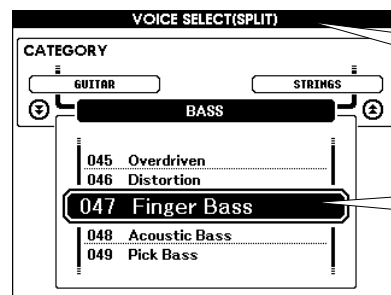 VOICE SELECT(SPLIT)
CATEGORY
GUITAR
STRINGS
BASS
045 Overdriven
046 Distortion
047 Finger Bass
048 Acoustic Bass
049 Pick Bass